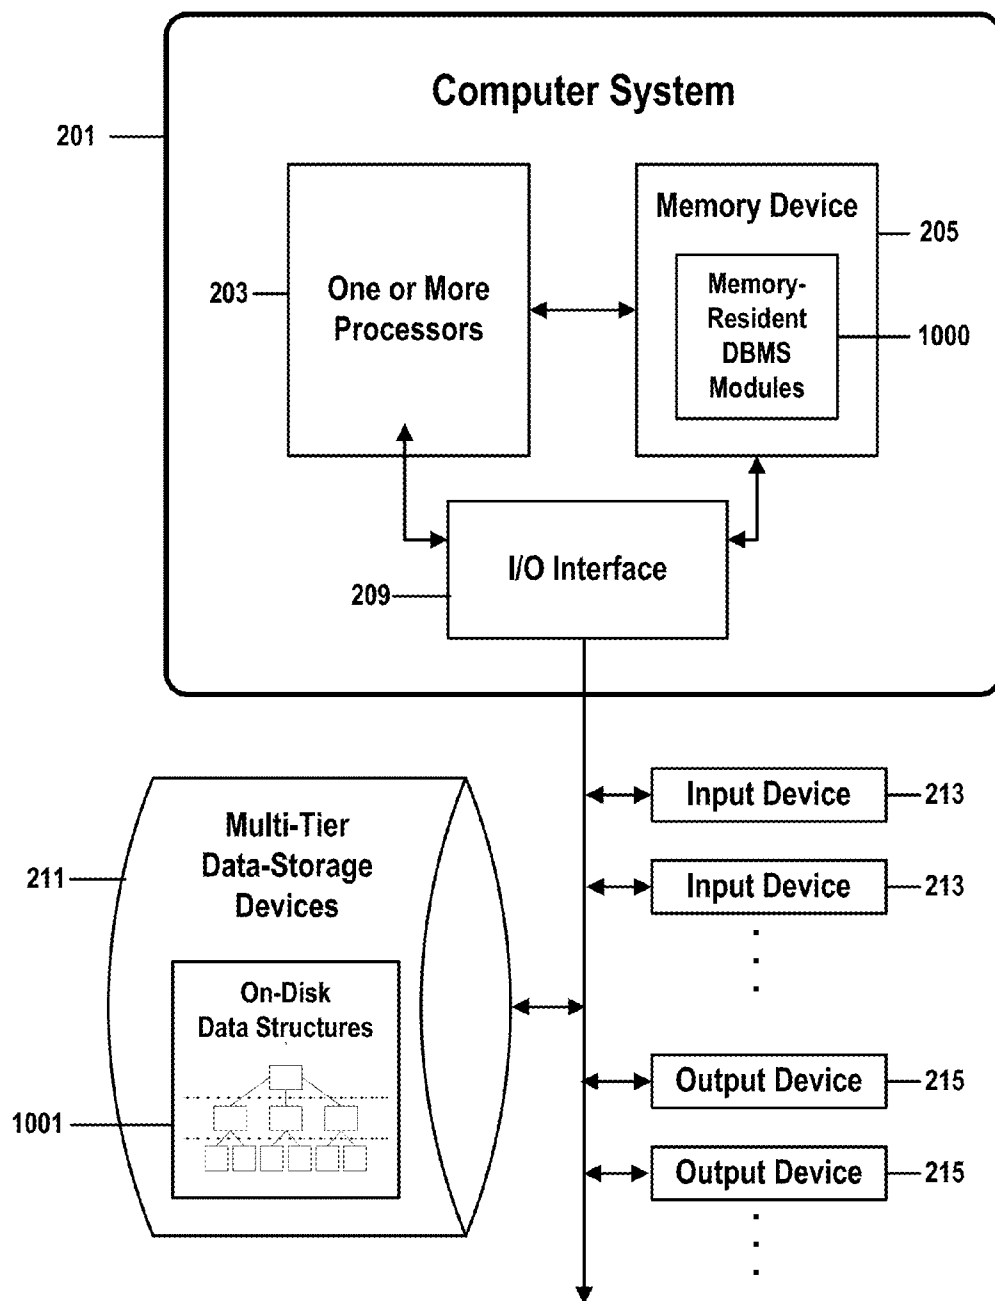 Computer System
201
Memory Device
205
One or More
Processors
203
Memory-
Resident
DBMS
Modules
1000
I/O Interface
209
Input Device
213
Multi-Tier
Data-Storage
Devices
211
Input Device
213
On-Disk
Data Structures
1001
Output Device
215
Output Device
215